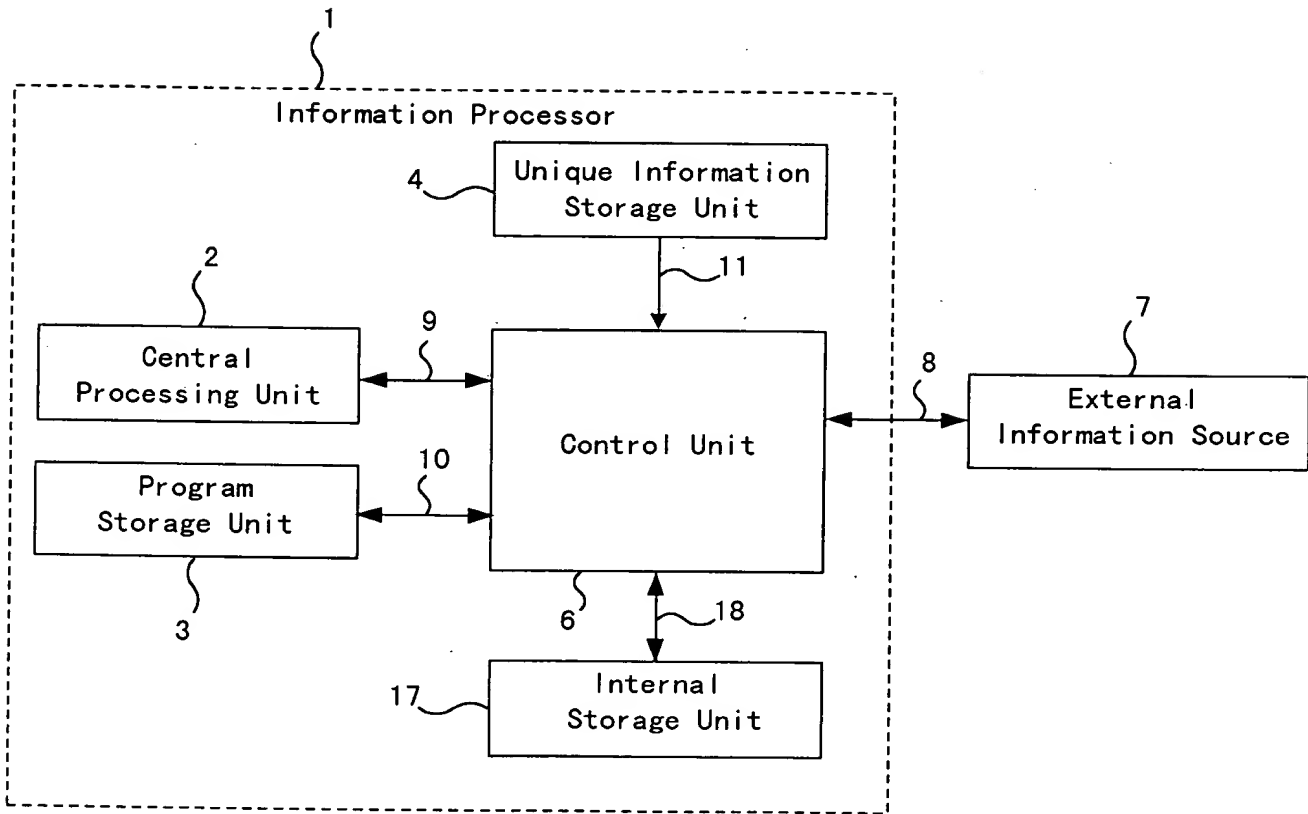 1
Information Processor
4
Unique Information
Storage Unit
11
2
Central
Processing Unit
9
7
External
Information Source
8
Control Unit
Program
Storage Unit
10
3
6
18
17
Internal
Storage Unit